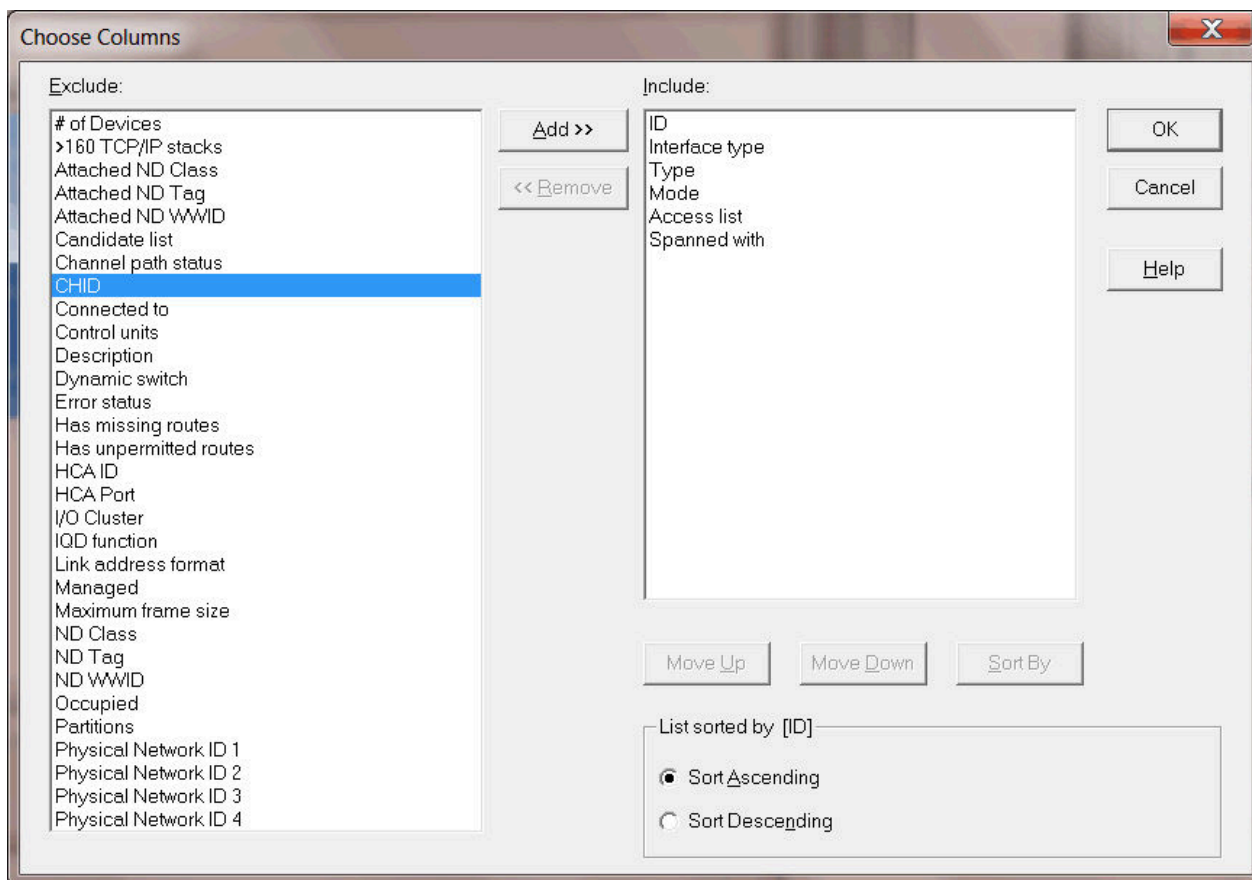 Choose Columns
X
Exclude:
# of Devices
>160 TCP/IP stacks
Attached ND Class
Attached ND Tag
Attached ND WWID
Candidate list
Channel path status
CHID
Connected to
Control units
Description
Dynamic switch
Error status
Has missing routes
Has unpermitted routes
HCA ID
HCA Port
I/O Cluster
IQD function
Link address format
Managed
Maximum frame size
ND Class
ND Tag
ND WWID
Occupied
Partitions
Physical Network ID 1
Physical Network ID 2
Physical Network ID 3
Physical Network ID 4
Add >>
<< Remove
Include:
ID
Interface type
Type
Mode
Access list
Spanned with
OK
Cancel
Help
Move Up
Move Down
Sort By
List sorted by [ID]
Sort Ascending
Sort Descending